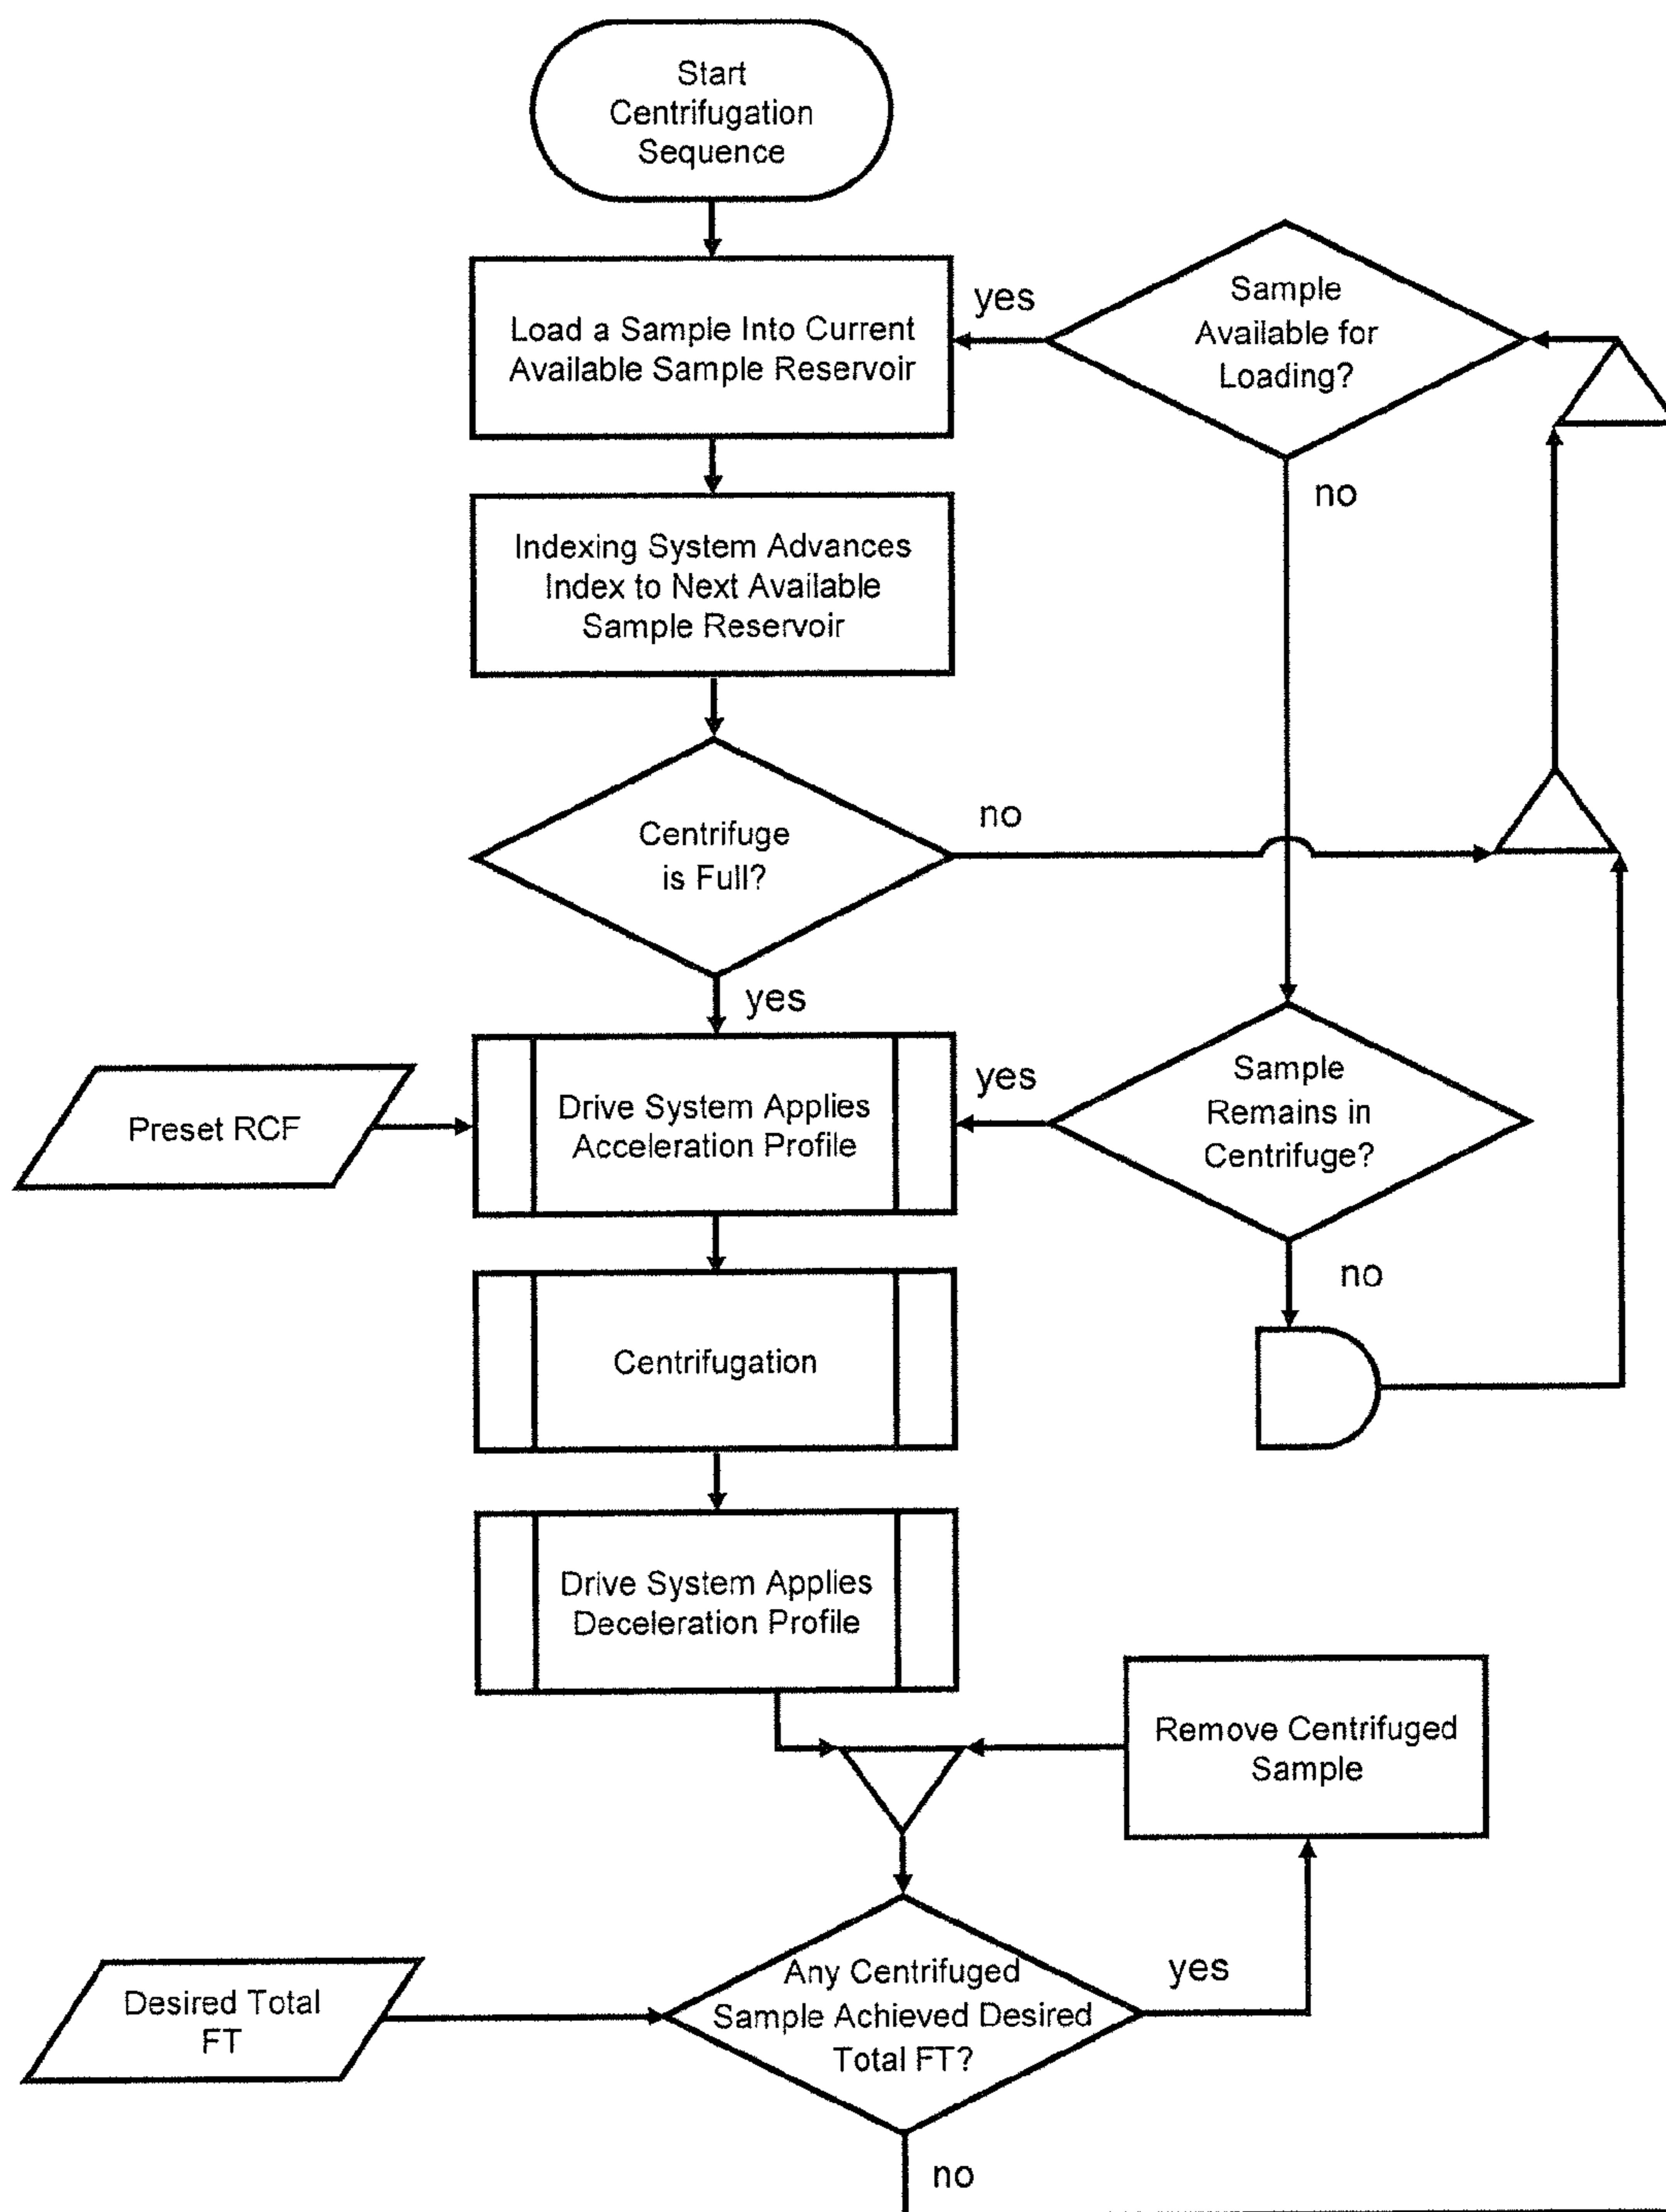 Start
Centrifugation
Sequence
Load a Sample Into Current
Available Sample Reservoir
yes
Sample
Available for
Loading?
no
Indexing System Advances
Index to Next Available
Sample Reservoir
Centrifuge
is Full?
no
yes
Preset RCF
Drive System Applies
Acceleration Profile
yes
Sample
Remains in
Centrifuge?
no
Centrifugation
Drive System Applies
Deceleration Profile
Remove Centrifuged
Sample
Desired Total
FT
Any Centrifuged
Sample Achieved Desired
Total FT?
yes
no